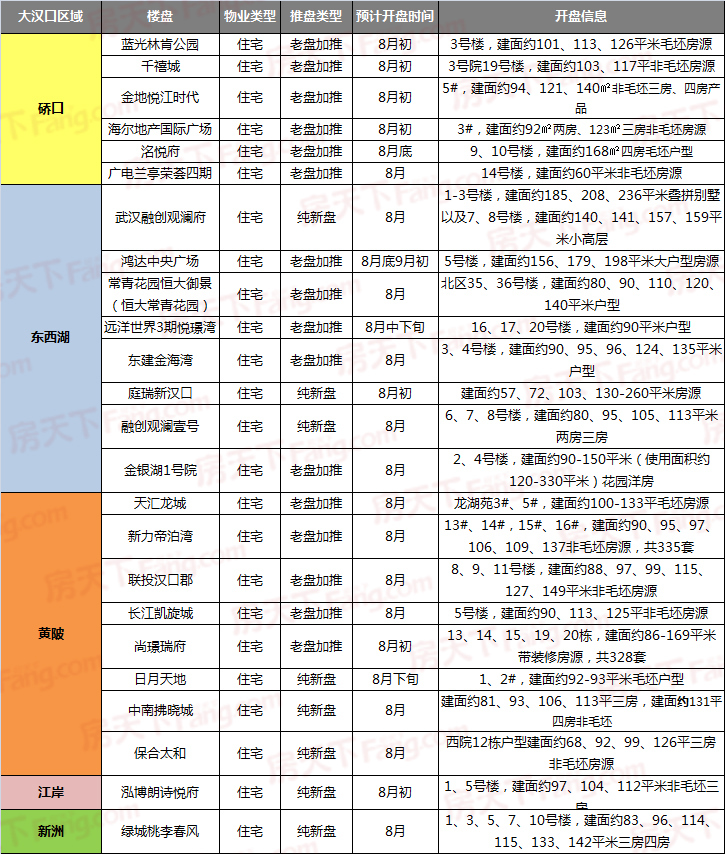 大汉口区域 楼盘 物业类型 推盘类型 预计开盘时间 开盘信息
硚口
蓝光林肯公园 住宅 老盘加推 8月初 3号楼，建面约101、113、126平米毛坯房源
千禧城 住宅 老盘加推 8月初 3号院19号楼，建面约103、117平非毛坯房源
金地悦江时代 住宅 老盘加推 8月初 5#，建面约94、121、140㎡非毛坯三房、四房产
品
海尔地产国际广场 住宅 老盘加推 8月初 3#，建面约92㎡两房、123㎡三房非毛坯房源
洺悦府 住宅 老盘加推 8月底 9、10号楼，建面约168㎡四房毛坯户型
广电兰亭荣荟四期 住宅 老盘加推 8月 14号楼，建面约60平米非毛坯房源
东西湖
武汉融创观澜府 住宅 纯新盘 8月 1-3号楼，建面约185、208、236平米叠拼别墅
以及7、8号楼，建面约140、141、157、159平
米小高层
鸿达中央广场 住宅 老盘加推 8月底9月初 5号楼，建面约156、179、198平米大户型房源
常青花园恒大御景
（恒大常青花园） 住宅 老盘加推 8月 北区35、36号楼，建面约80、90、110、120、
140平米户型
远洋世界3期悦璟湾 住宅 老盘加推 8月中下旬 16、17、20号楼，建面约90平米户型
东建金海湾 住宅 老盘加推 8月 3、4号楼，建面约90、95、96、124、135平米
户型
庭瑞新汉口 住宅 纯新盘 8月初 建面约57、72、103、130-260平米房源
融创观澜壹号 住宅 纯新盘 8月 6、7、8号楼，建面约80、95、105、113平米
两房三房
金银湖1号院 住宅 老盘加推 8月 2、4号楼，建面约90-150平米（使用面积约
120-330平米）花园洋房
黄陂
天汇龙城 住宅 老盘加推 8月 龙湖苑3#、5#，建面约100-133平毛坯房源
新力帝泊湾 住宅 老盘加推 8月 13#、14#，15#、16#，建面约90、95、97、
106、109、137非毛坯房源，共335套
联投汉口郡 住宅 老盘加推 8月 8、9、11号楼，建面约88、97、99、115、
127、149平米非毛坯房源
长江凯旋城 住宅 老盘加推 8月 5号楼，建面约90、113、125平非毛坯房源
尚璟瑞府 住宅 老盘加推 8月初 13、14、15、19、20栋，建面约86-169平米
带装修房源，共328套
日月天地 住宅 纯新盘 8月下旬 1、2#，建面约92-93平米毛坯户型
中南拂晓城 住宅 纯新盘 8月 建面约81、93、106、113平三房，建面约131平
四房非毛坯
保合太和 住宅 纯新盘 8月 西院12栋户型建面约68、92、99、126平三房
非毛坯房源
江岸
泓博朗诗悦府 住宅 纯新盘 8月初 1、5号楼，建面约97、104、112平米非毛坯三
房
新洲
绿城桃李春风 住宅 纯新盘 8月 1、3、5、7、10号楼，建面约83、96、114、
115、133、142平米三房四房
房天下Fang.com